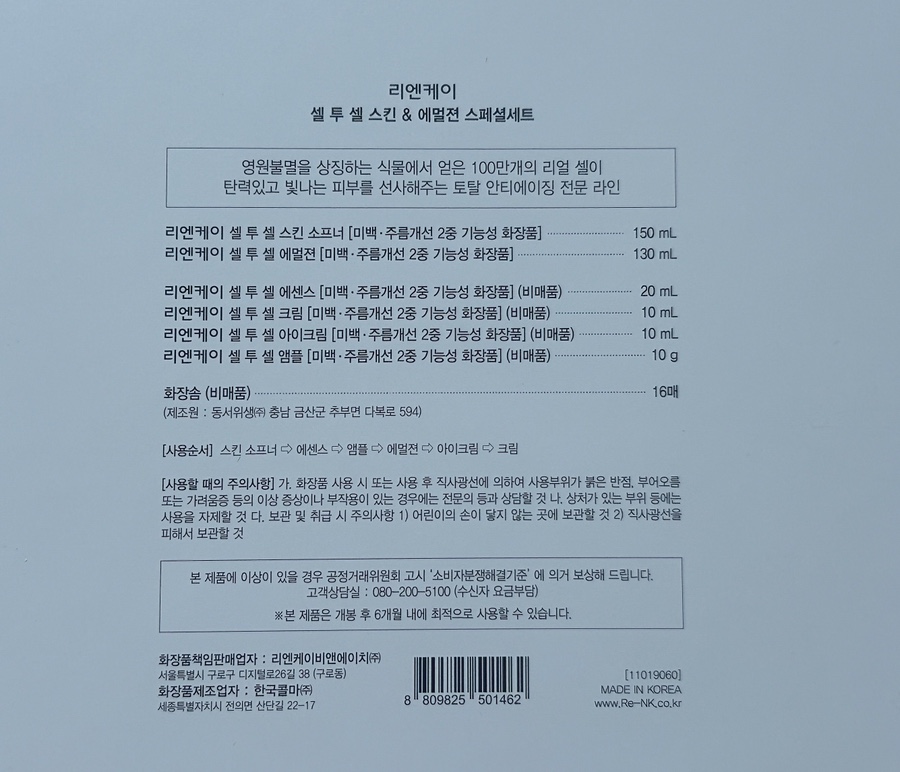 리엔케이
셀 투 셀 스킨 & 에멀젼 스페셜세트
영원불멸을 상징하는 식물에서 얻은 100만개의 리얼 셀이
탄력있고 빛나는 피부를 선사해주는 토탈 안티에이징 전문 라인
리엔케이 셀 투 셀 스킨 소프너 [미백·주름개선 2중 기능성 화장품] 150 mL
리엔케이 셀 투 셀 에멀젼 [미백·주름개선 2중 기능성 화장품] 130 mL
리엔케이 셀 투 셀 에센스 [미백·주름개선 2중 기능성 화장품] (비매품) 20 mL
리엔케이 셀 투 셀 크림 [미백·주름개선 2중 기능성 화장품] (비매품) 10 mL
리엔케이 셀 투 셀 아이크림 [미백·주름개선 2중 기능성 화장품] (비매품) 10 mL
리엔케이 셀 투 셀 앰플 [미백·주름개선 2중 기능성 화장품] (비매품) 10 g
화장솜 (비매품) 16매
(제조원 : 동서위생㈜ 충남 금산군 추부면 다복로 594)
[사용순서] 스킨 소프너 ⇨ 에센스 ⇨ 앰플 ⇨ 에멀젼 ⇨ 아이크림 ⇨ 크림
[사용할 때의 주의사항] 가. 화장품 사용 시 또는 사용 후 직사광선에 의하여 사용부위가 붉은 반점, 부어오름
또는 가려움증 등의 이상 증상이나 부작용이 있는 경우에는 전문의 등과 상담할 것 나. 상처가 있는 부위 등에는
사용을 자제할 것 다. 보관 및 취급 시 주의사항 1) 어린이의 손이 닿지 않는 곳에 보관할 것 2) 직사광선을
피해서 보관할 것
본 제품에 이상이 있을 경우 공정거래위원회 고시 '소비자분쟁해결기준' 에 의거 보상해 드립니다.
고객상담실 : 080-200-5100 (수신자 요금부담)
※본 제품은 개봉 후 6개월 내에 최적으로 사용할 수 있습니다.
화장품책임판매업자 : 리엔케이비앤에이치㈜
서울특별시 구로구 디지털로26길 38 (구로동)
화장품제조업자 : 한국콜마㈜
세종특별자치시 전의면 산단길 22-17
8 809825 501462
[11019060]
MADE IN KOREA
www.Re-NK.co.kr